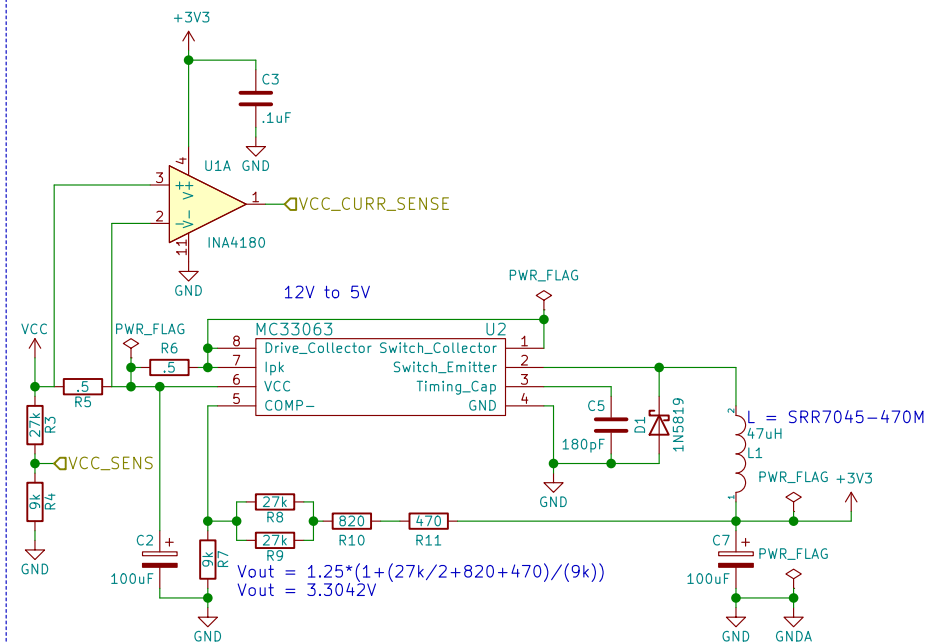 +3V3
C3
.1uF
GND
U1A
4
3
V+
+
1
VCC_CURR_SENSE
2
V-
-
11
INA4180
GND
12V to 5V
PWR_FLAG
VCC
PWR_FLAG
R6
.5
MC33063
U2
8
Drive_Collector
Switch_Collector
1
7
Ipk
Switch_Emitter
2
6
VCC
Timing_Cap
3
5
COMP-
GND
4
.5
R5
27k
R3
VCC_SENS
9k
R4
GND
C5
180pF
D1
1N5819
GND
2
L = SRR7045-470M
47uH
L1
1
PWR_FLAG
+3V3
27k
R8
27k
R9
820
R10
470
R11
C2
+
100uF
9k
R7
Vout = 1.25*(1+(27k/2+820+470)/(9k))
Vout = 3.3042V
GND
C7
+
100uF
PWR_FLAG
GND
GNDA